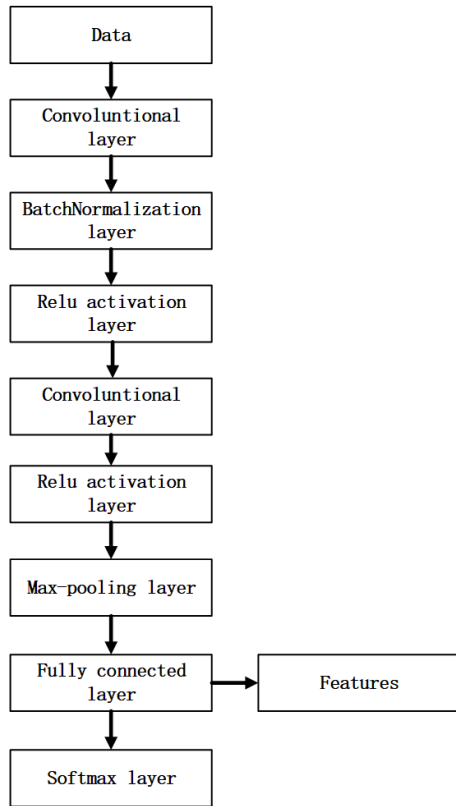 Data
Convoluntional
layer
BatchNormalization
layer
Relu activation
layer
Convoluntional
layer
Relu activation
layer
Max-pooling layer
Fully connected
layer
Features
Softmax layer